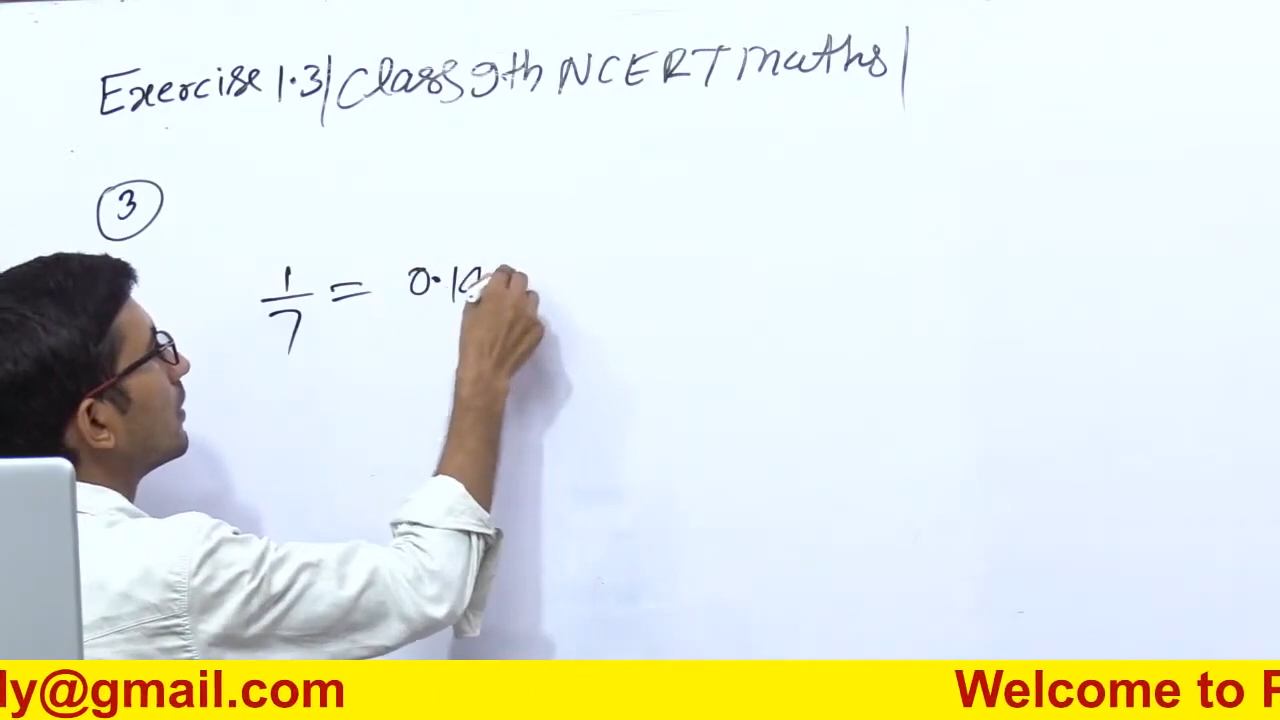 Exercise 1.3| Class 9th NCERT Maths |
3
1/7 = 0.1
ly@gmail.com Welcome to